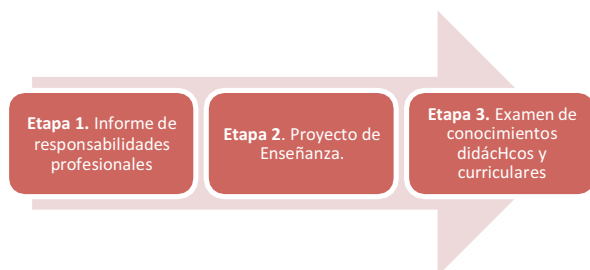 Etapa 1. Informe de
responsabilidades
profesionales
Etapa 2. Proyecto de
Enseñanza.
Etapa 3. Examen de
conocimientos
didácHcos y
curriculares